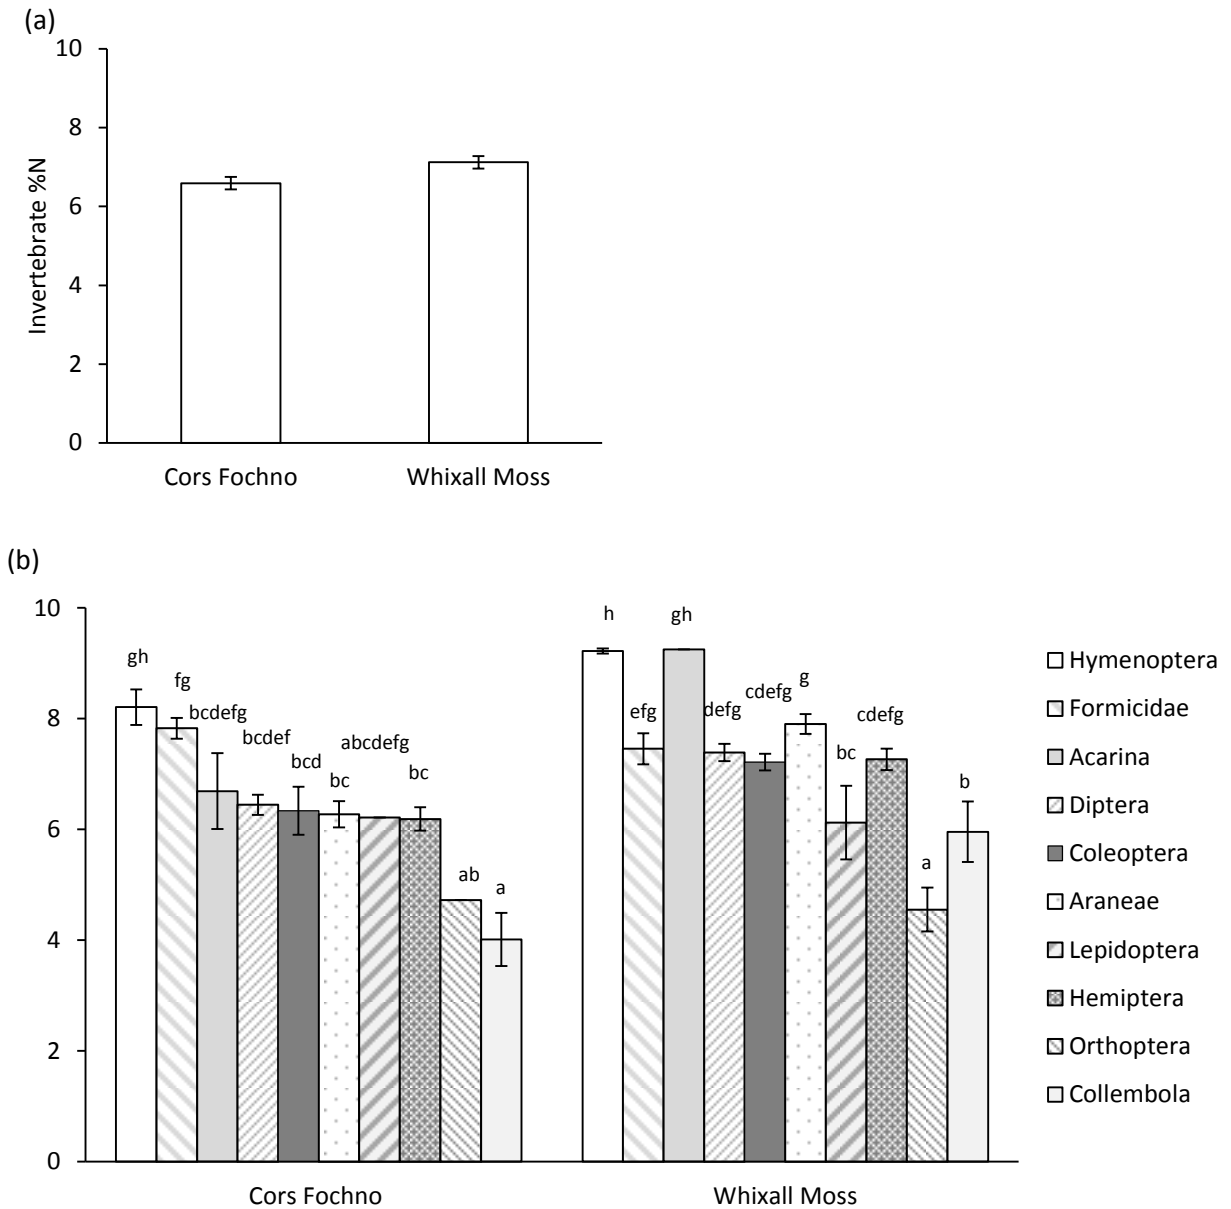 (a)
10
8
6
4
2
0
Invertebrate %N
Cors Fochno
Whixall Moss
(b)
10
8
6
4
2
0
gh
fg
bcdefg
bcdef
bcd
bc
abcdefg
bc
ab
a
h
efg
gh
defg
cdefg
g
bc
cdefg
a
b
Cors Fochno
Whixall Moss
Hymenoptera
Formicidae
Acarina
Diptera
Coleoptera
Araneae
Lepidoptera
Hemiptera
Orthoptera
Collembola